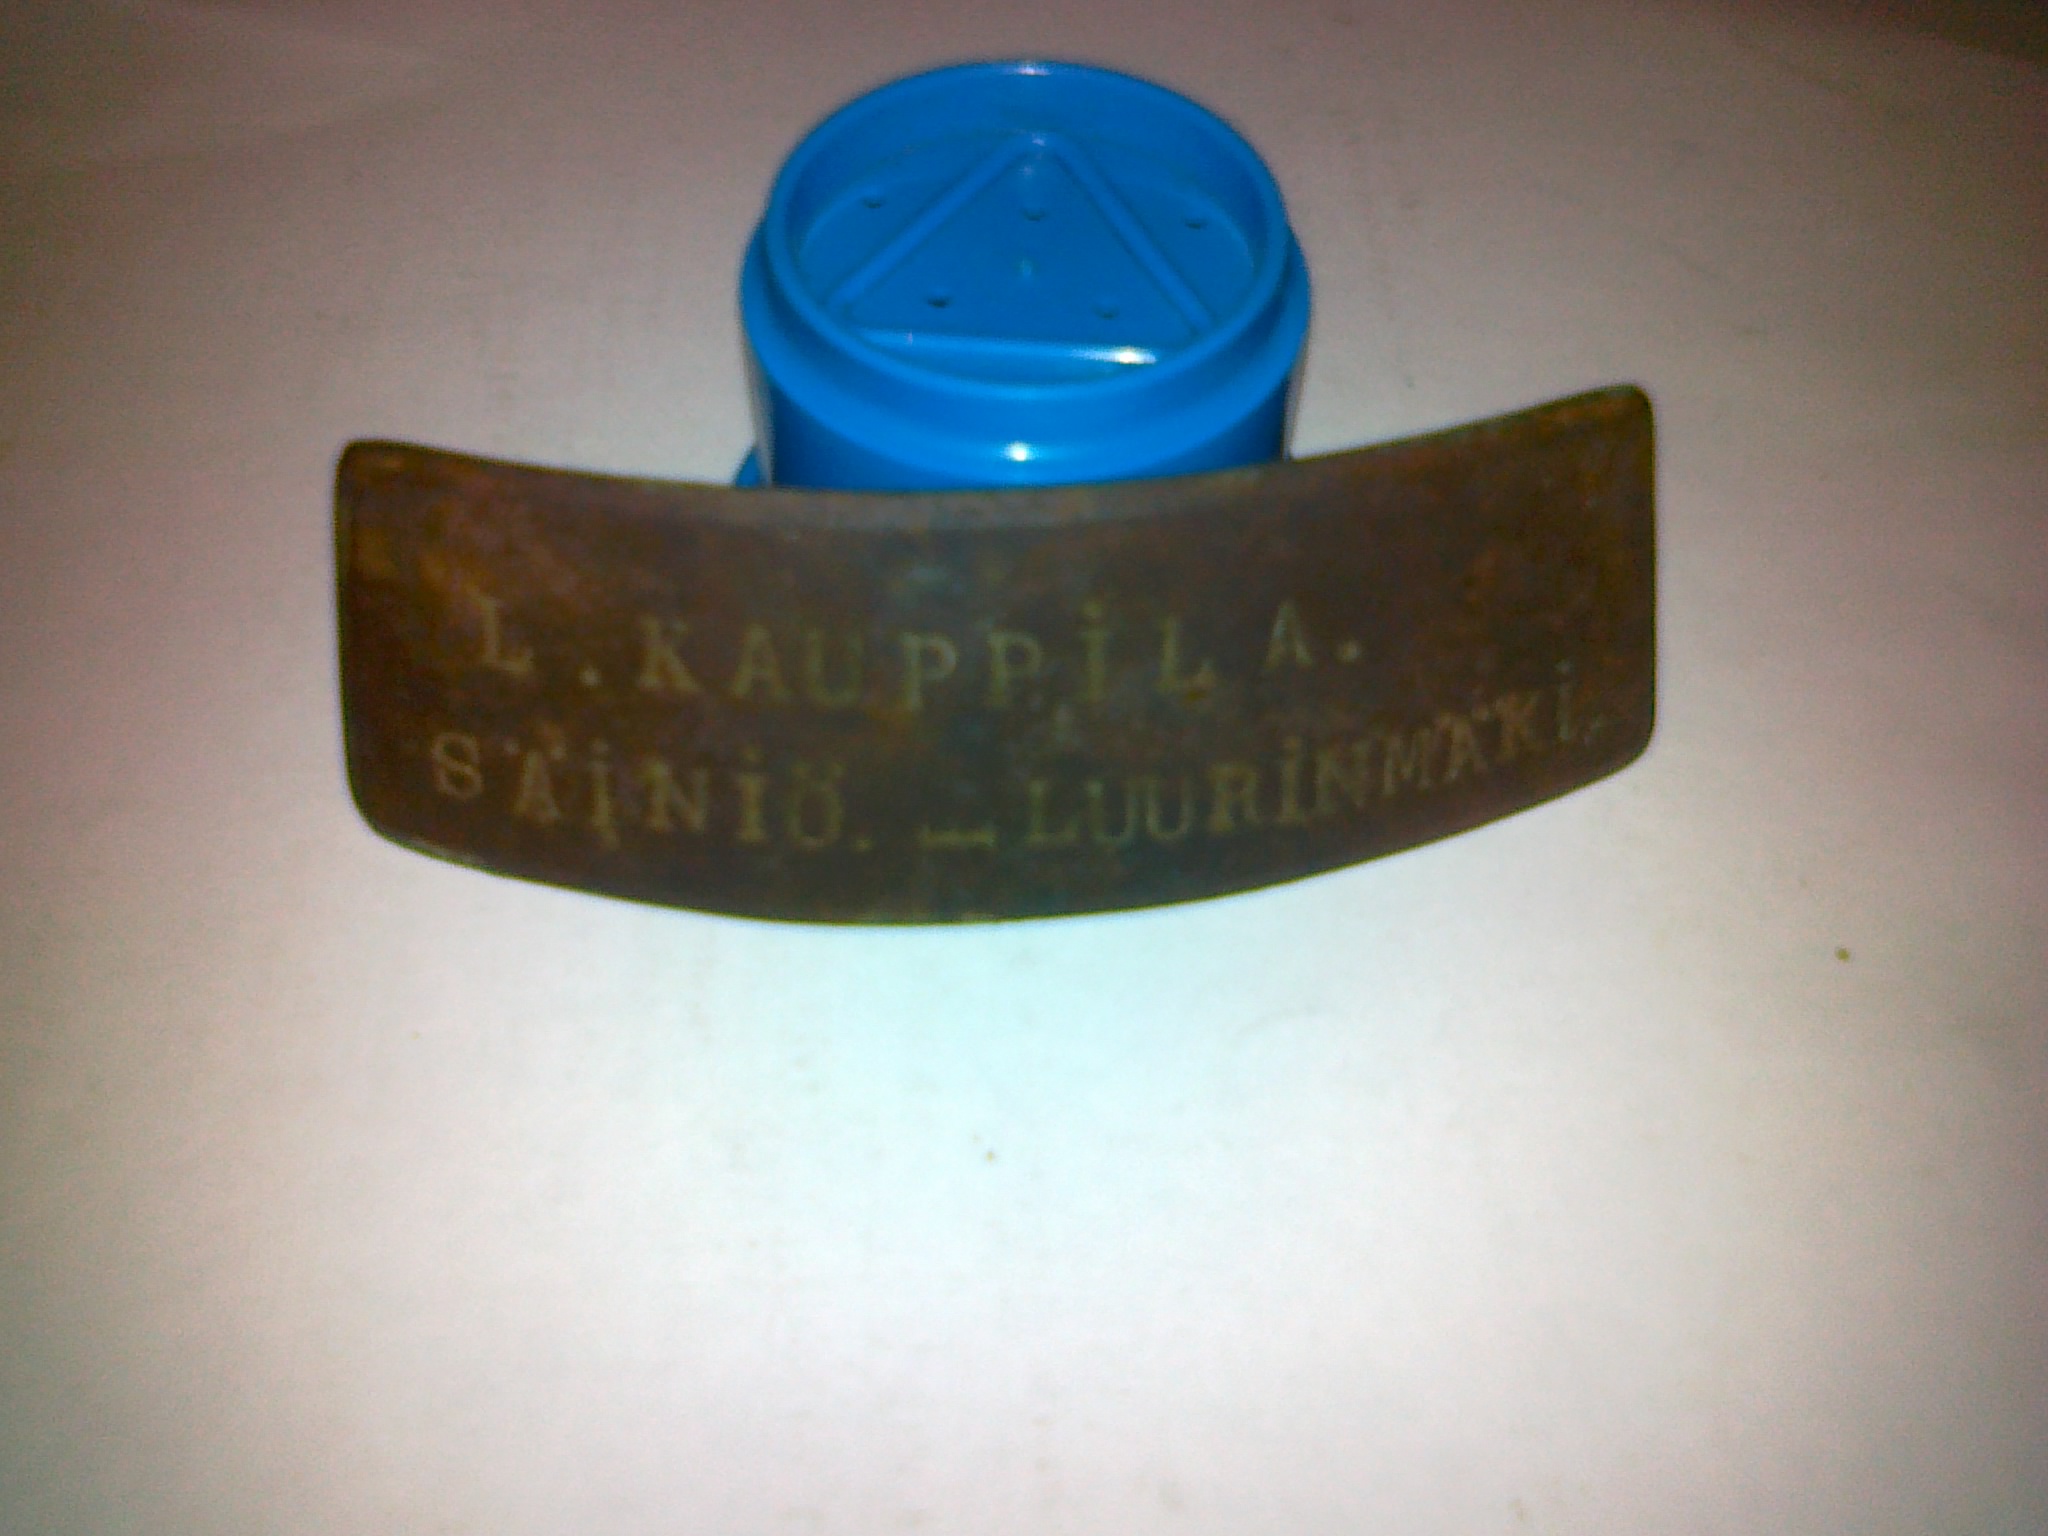 L. KAUPPILA.
SÄINIÖ. — LUURINMÄKI.